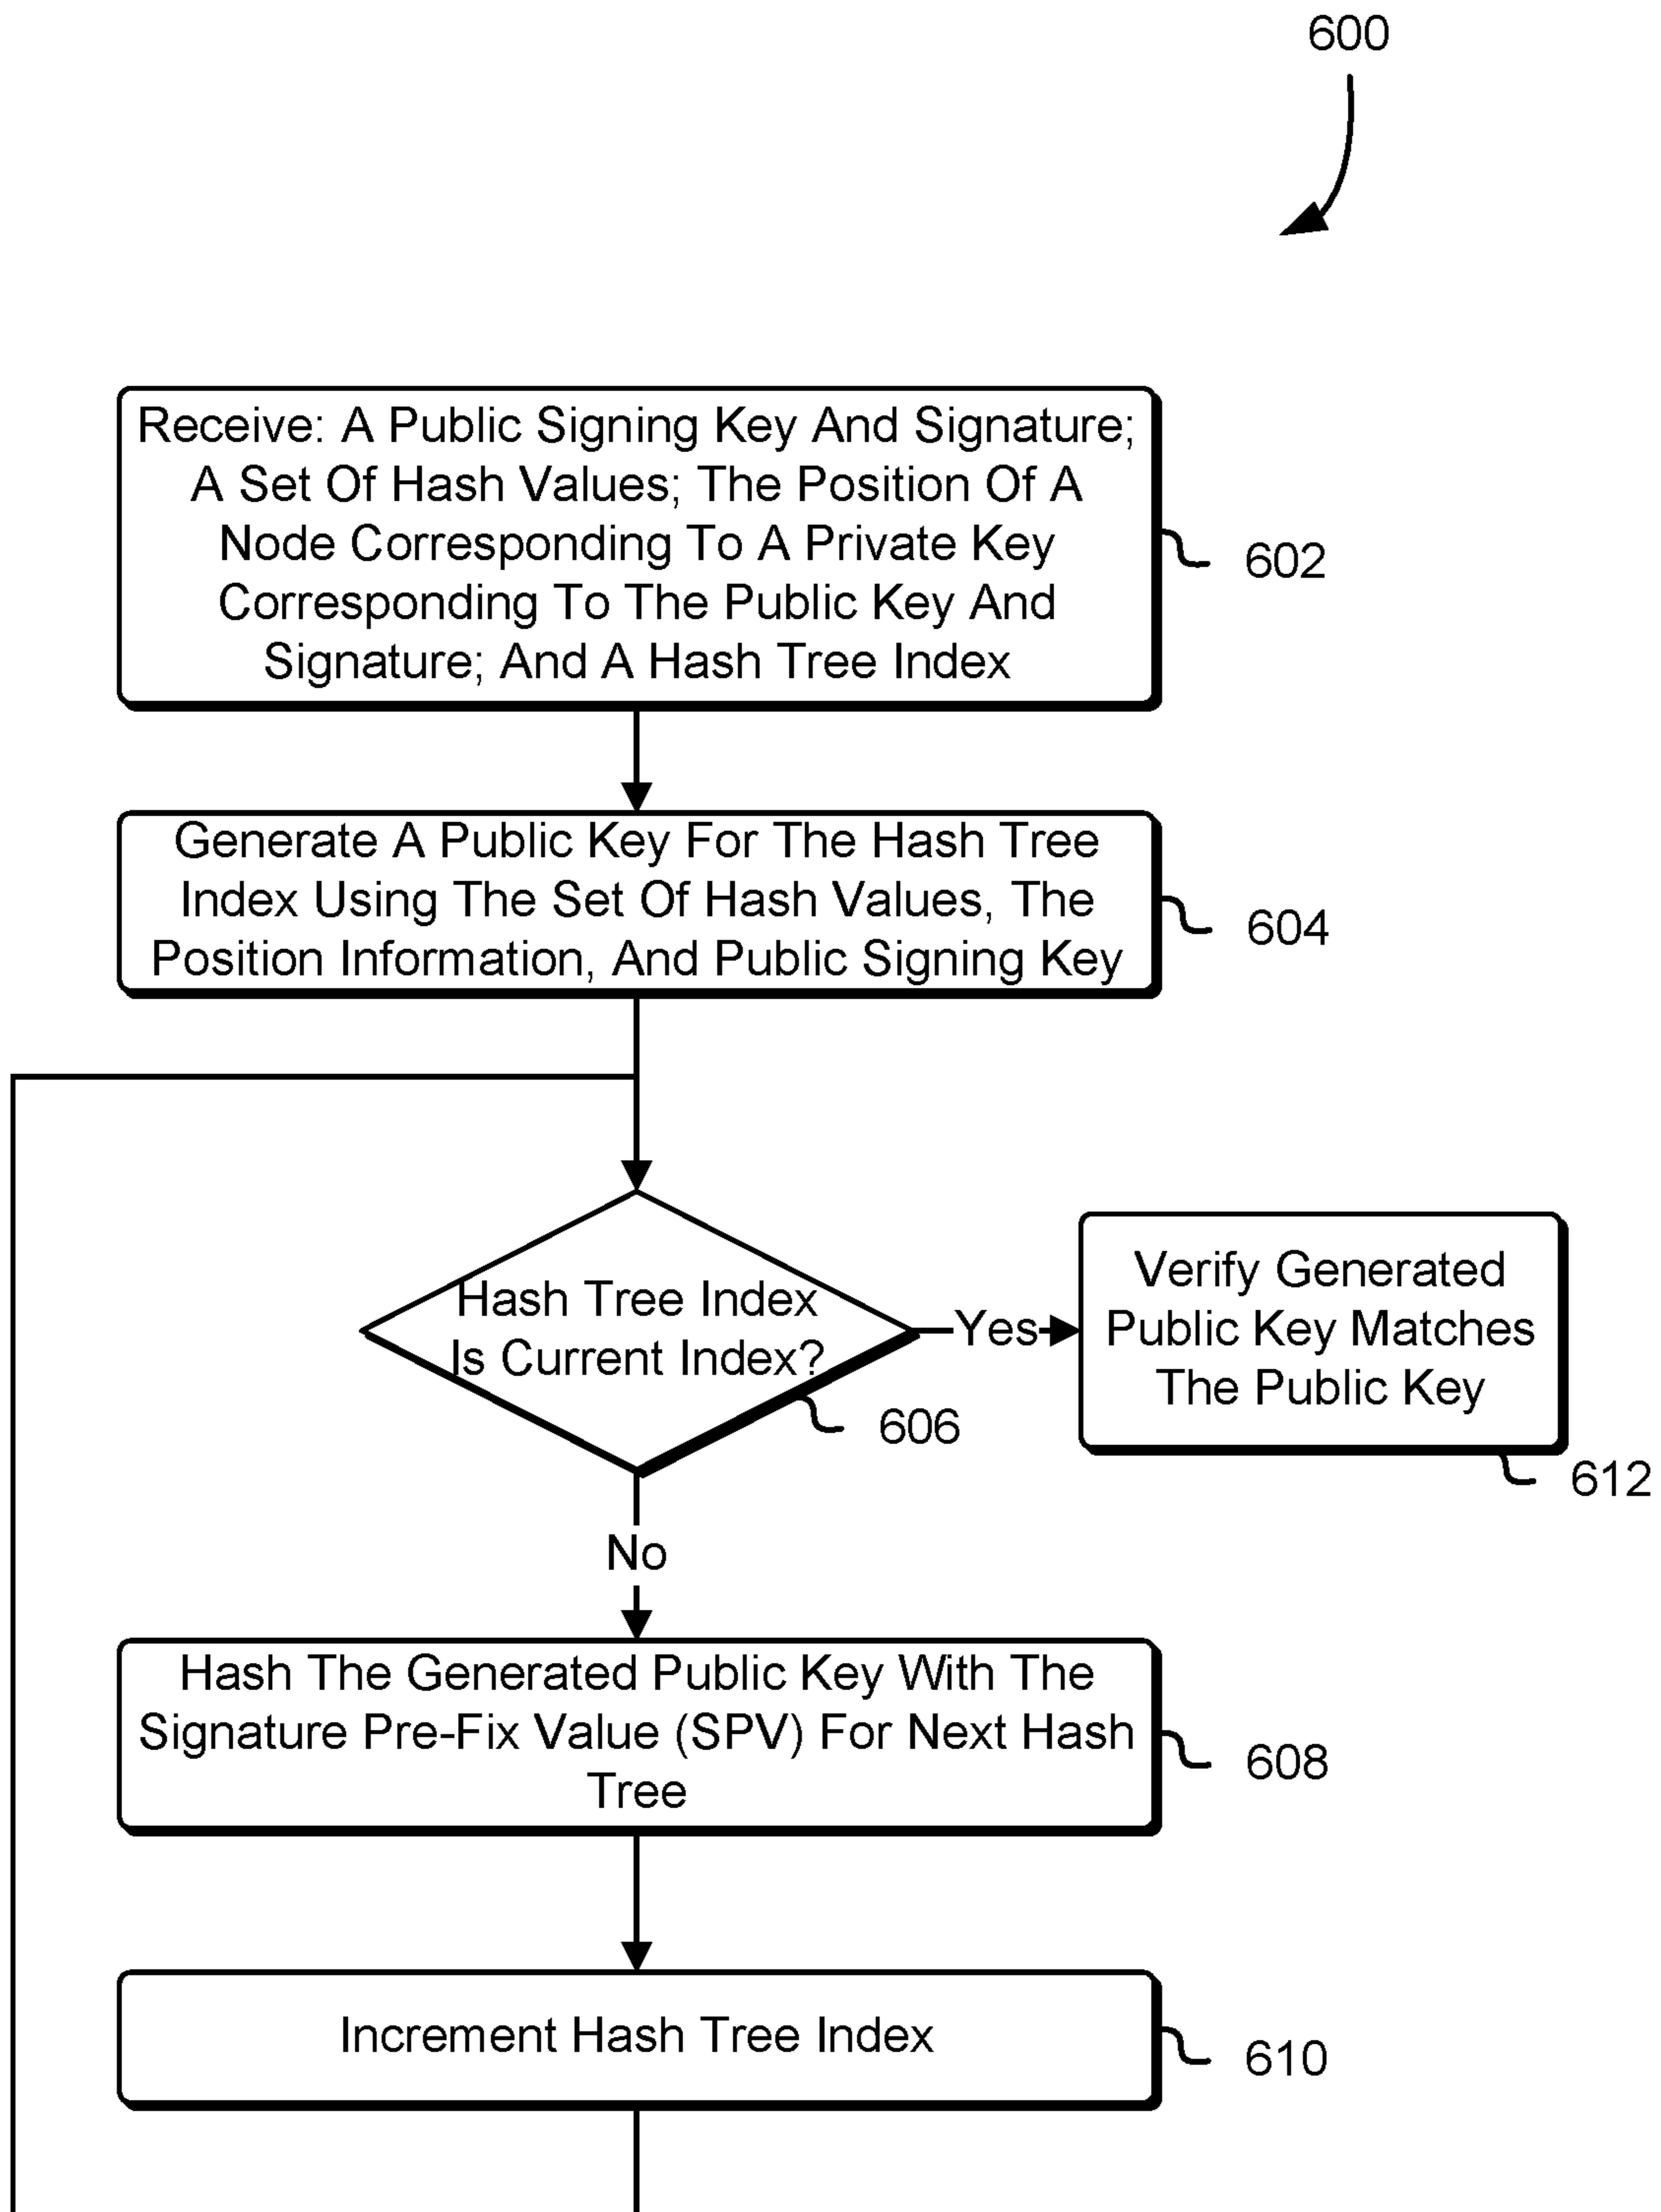 600
Receive: A Public Signing Key And Signature;
A Set Of Hash Values; The Position Of A
Node Corresponding To A Private Key
Corresponding To The Public Key And
Signature; And A Hash Tree Index
602
Generate A Public Key For The Hash Tree
Index Using The Set Of Hash Values, The
Position Information, And Public Signing Key
604
Hash Tree Index
Is Current Index?
606
Yes
Verify Generated
Public Key Matches
The Public Key
612
No
Hash The Generated Public Key With The
Signature Pre-Fix Value (SPV) For Next Hash
Tree
608
Increment Hash Tree Index
610